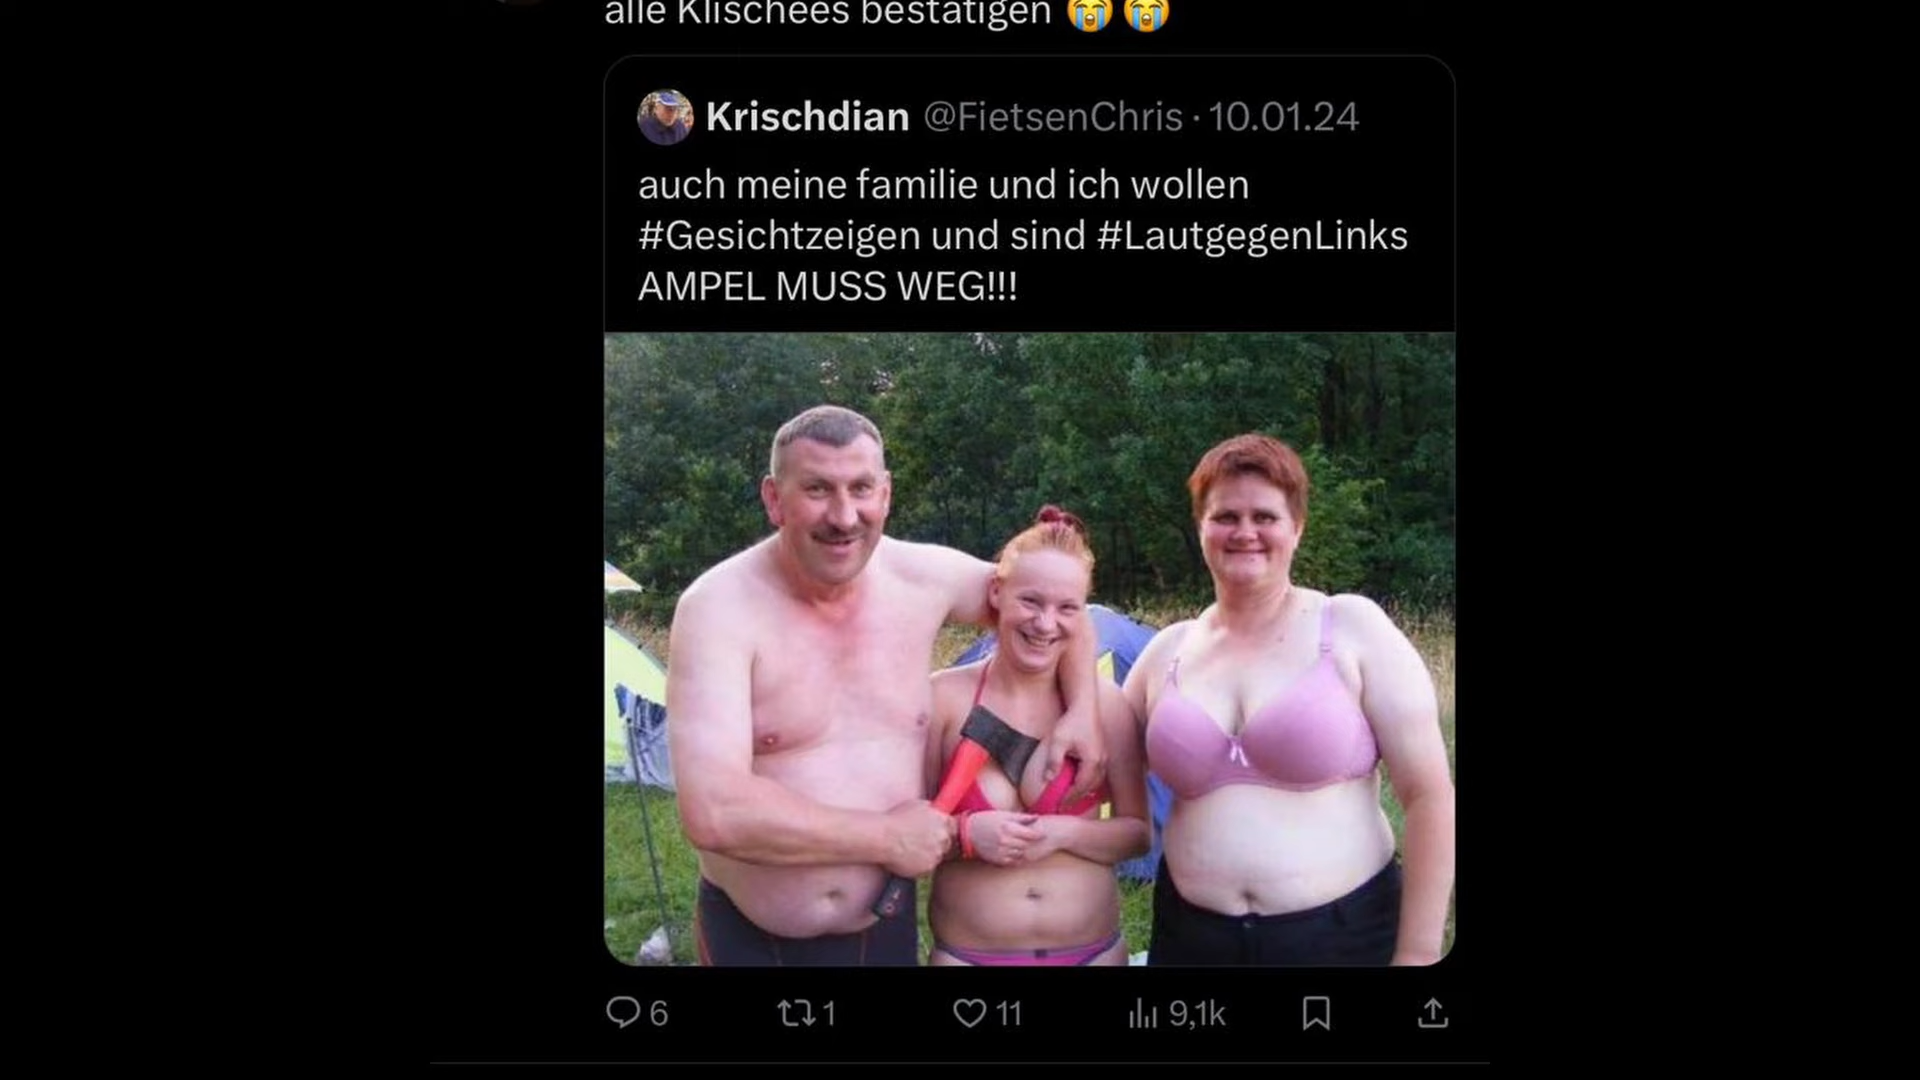 alle Klischees bestätigen 😭😭
Krischdian @FietsenChris · 10.01.24
auch meine familie und ich wollen
#Gesichtzeigen und sind #LautgegenLinks
AMPEL MUSS WEG!!!
6 1 11 9,1k